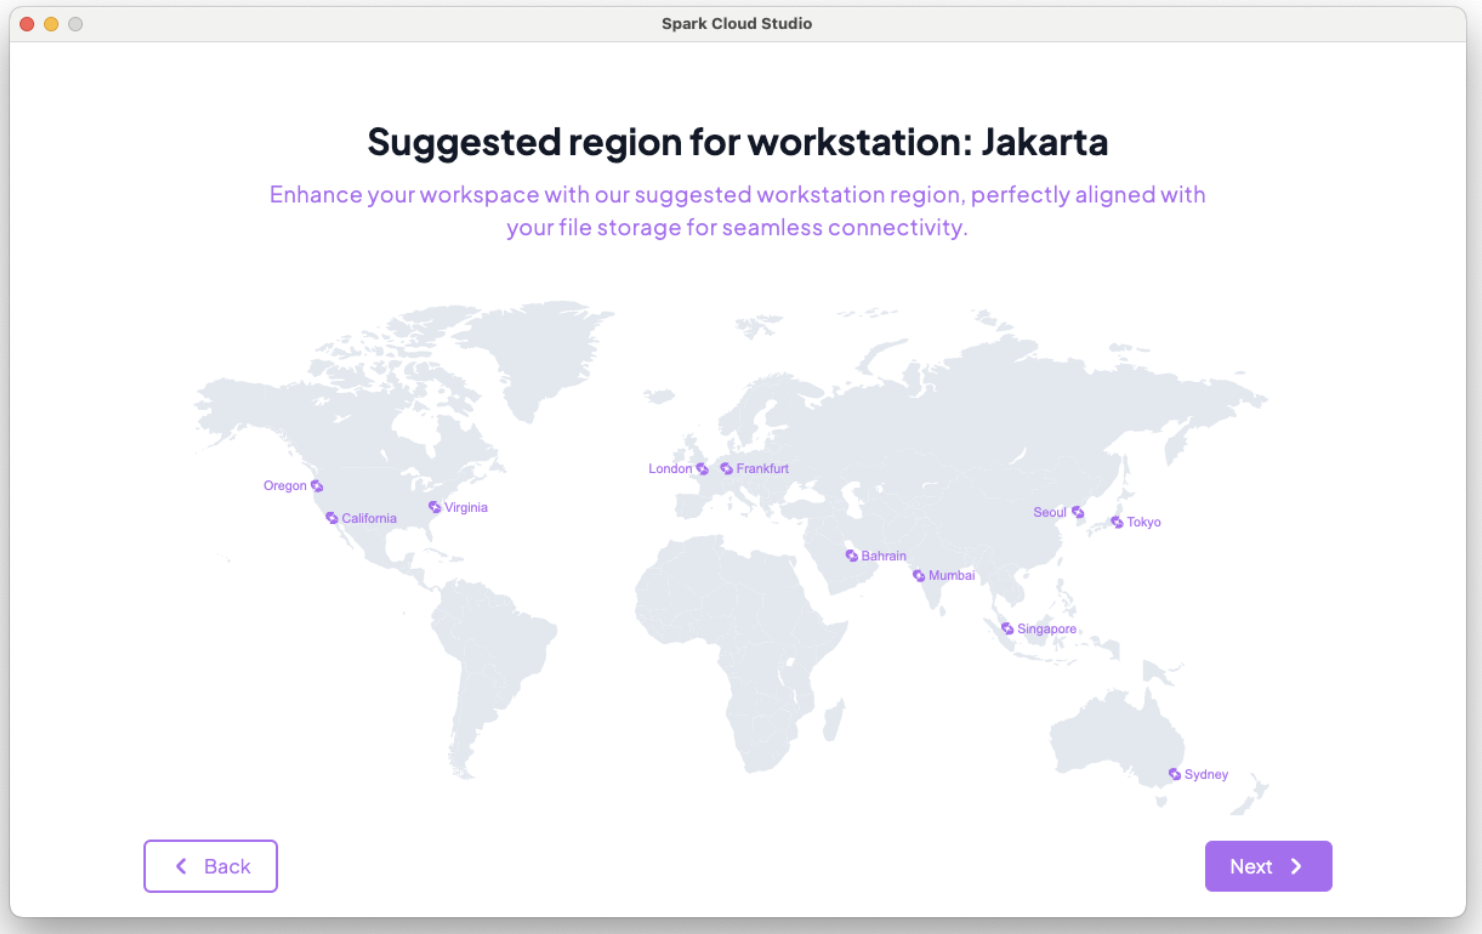 Spark Cloud Studio
Suggested region for workstation: Jakarta
Enhance your workspace with our suggested workstation region, perfectly aligned with
your file storage for seamless connectivity.
London
Frankfurt
Oregon
Virginia
California
Seoul
Tokyo
Bahrain
Mumbai
Singapore
Sydney
Back
Next